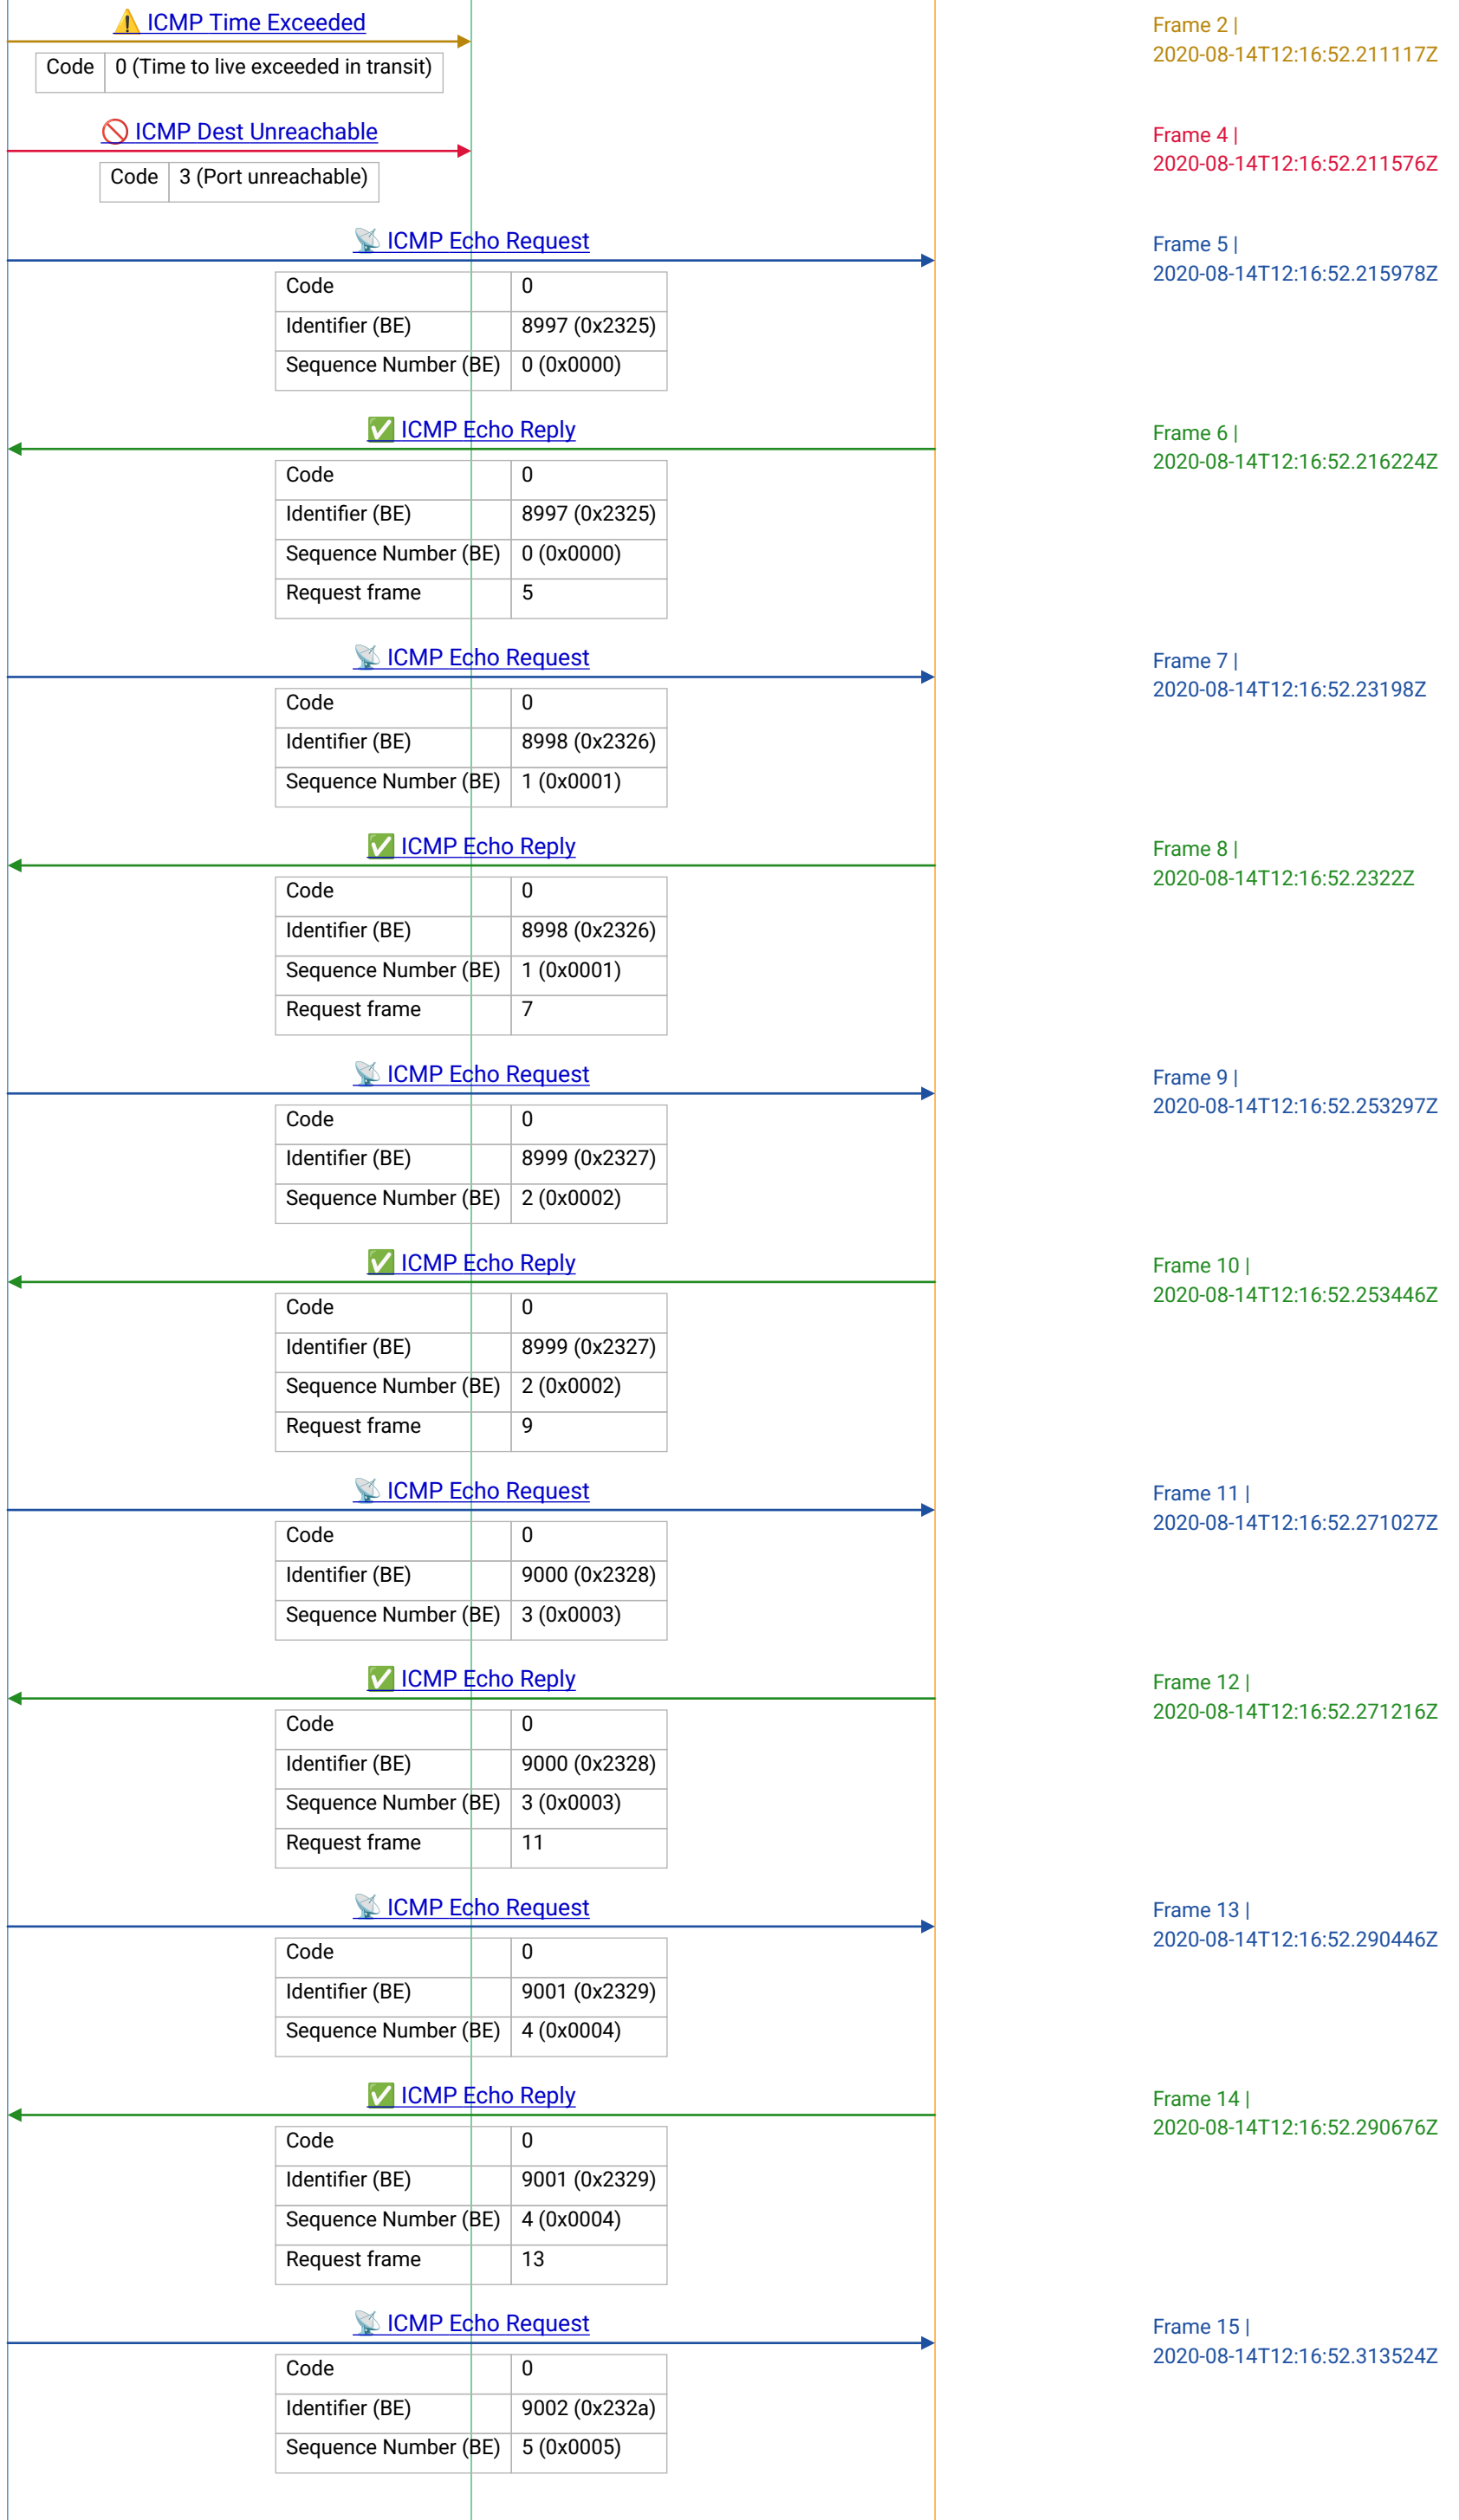 ⚠️ ICMP Time Exceeded
Frame 2 |
2020-08-14T12:16:52.211117Z
Code 0 (Time to live exceeded in transit)
🚫 ICMP Dest Unreachable
Frame 4 |
2020-08-14T12:16:52.211576Z
Code 3 (Port unreachable)
📡 ICMP Echo Request
Frame 5 |
2020-08-14T12:16:52.215978Z
Code 0
Identifier (BE) 8997 (0x2325)
Sequence Number (BE) 0 (0x0000)
✅ ICMP Echo Reply
Frame 6 |
2020-08-14T12:16:52.216224Z
Code 0
Identifier (BE) 8997 (0x2325)
Sequence Number (BE) 0 (0x0000)
Request frame 5
📡 ICMP Echo Request
Frame 7 |
2020-08-14T12:16:52.23198Z
Code 0
Identifier (BE) 8998 (0x2326)
Sequence Number (BE) 1 (0x0001)
✅ ICMP Echo Reply
Frame 8 |
2020-08-14T12:16:52.2322Z
Code 0
Identifier (BE) 8998 (0x2326)
Sequence Number (BE) 1 (0x0001)
Request frame 7
📡 ICMP Echo Request
Frame 9 |
2020-08-14T12:16:52.253297Z
Code 0
Identifier (BE) 8999 (0x2327)
Sequence Number (BE) 2 (0x0002)
✅ ICMP Echo Reply
Frame 10 |
2020-08-14T12:16:52.253446Z
Code 0
Identifier (BE) 8999 (0x2327)
Sequence Number (BE) 2 (0x0002)
Request frame 9
📡 ICMP Echo Request
Frame 11 |
2020-08-14T12:16:52.271027Z
Code 0
Identifier (BE) 9000 (0x2328)
Sequence Number (BE) 3 (0x0003)
✅ ICMP Echo Reply
Frame 12 |
2020-08-14T12:16:52.271216Z
Code 0
Identifier (BE) 9000 (0x2328)
Sequence Number (BE) 3 (0x0003)
Request frame 11
📡 ICMP Echo Request
Frame 13 |
2020-08-14T12:16:52.290446Z
Code 0
Identifier (BE) 9001 (0x2329)
Sequence Number (BE) 4 (0x0004)
✅ ICMP Echo Reply
Frame 14 |
2020-08-14T12:16:52.290676Z
Code 0
Identifier (BE) 9001 (0x2329)
Sequence Number (BE) 4 (0x0004)
Request frame 13
📡 ICMP Echo Request
Frame 15 |
2020-08-14T12:16:52.313524Z
Code 0
Identifier (BE) 9002 (0x232a)
Sequence Number (BE) 5 (0x0005)